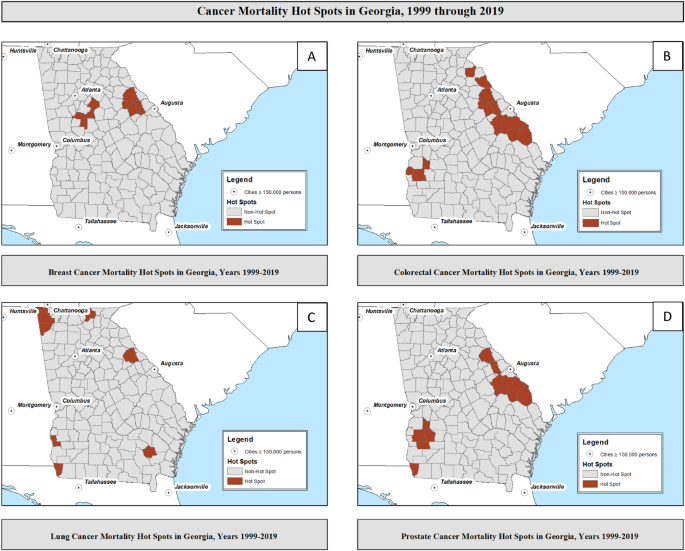 Cancer Mortality Hot Spots in Georgia, 1999 through 2019
A
Huntsville
Chattanooga
Atlanta
Augusta
Columbus
Montgomery
Tallahassee
Jacksonville
Legend
Cities ≥ 150,000 persons
Hot Spots
Non-Hot Spot
Hot Spot
Breast Cancer Mortality Hot Spots in Georgia, Years 1999-2019
B
Huntsville
Chattanooga
Atlanta
Augusta
Columbus
Montgomery
Tallahassee
Jacksonville
Legend
Cities ≥ 150,000 persons
Hot Spots
Non-Hot Spot
Hot Spot
Colorectal Cancer Mortality Hot Spots in Georgia, Years 1999-2019
C
Huntsville
Chattanooga
Atlanta
Augusta
Columbus
Montgomery
Tallahassee
Jacksonville
Legend
Cities ≥ 150,000 persons
Hot Spots
Non-Hot Spot
Hot Spot
Lung Cancer Mortality Hot Spots in Georgia, Years 1999-2019
D
Huntsville
Chattanooga
Atlanta
Augusta
Columbus
Montgomery
Tallahassee
Jacksonville
Legend
Cities ≥ 150,000 persons
Hot Spots
Non-Hot Spot
Hot Spot
Prostate Cancer Mortality Hot Spots in Georgia, Years 1999-2019